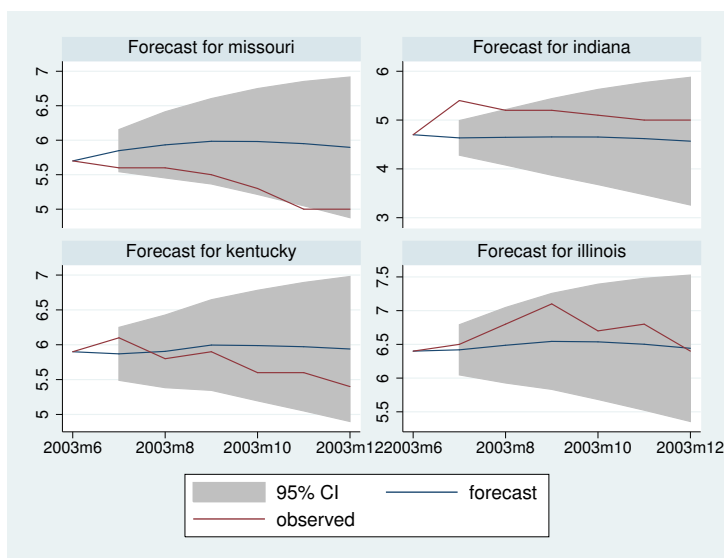 Forecast for missouri
7
6.5
6
5.5
5
Forecast for indiana
6
5
4
3
Forecast for kentucky
7
6.5
6
5.5
5
2003m6 2003m8 2003m10 2003m12
Forecast for illinois
7.5
7
6.5
6
5.5
2003m6 2003m8 2003m10 2003m12
95% CI forecast
observed